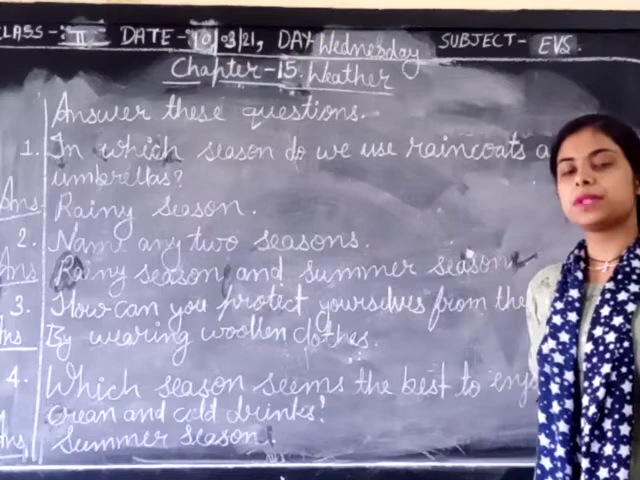 CLASS-II DATE-10/03/21, DAY Wednesday SUBJECT- EVS.
Chapter-15. Weather
Answer these questions.
1. In which season do we use raincoats a
umbrellas?
Ans Rainy season.
2. Name any two seasons.
Ans Rainy season and summer season
3. How can you protect yourselves from the
Ans By wearing woollen clothes.
4. Which season seems the best to enjo
cream and cold drinks?
Ans Summer season.